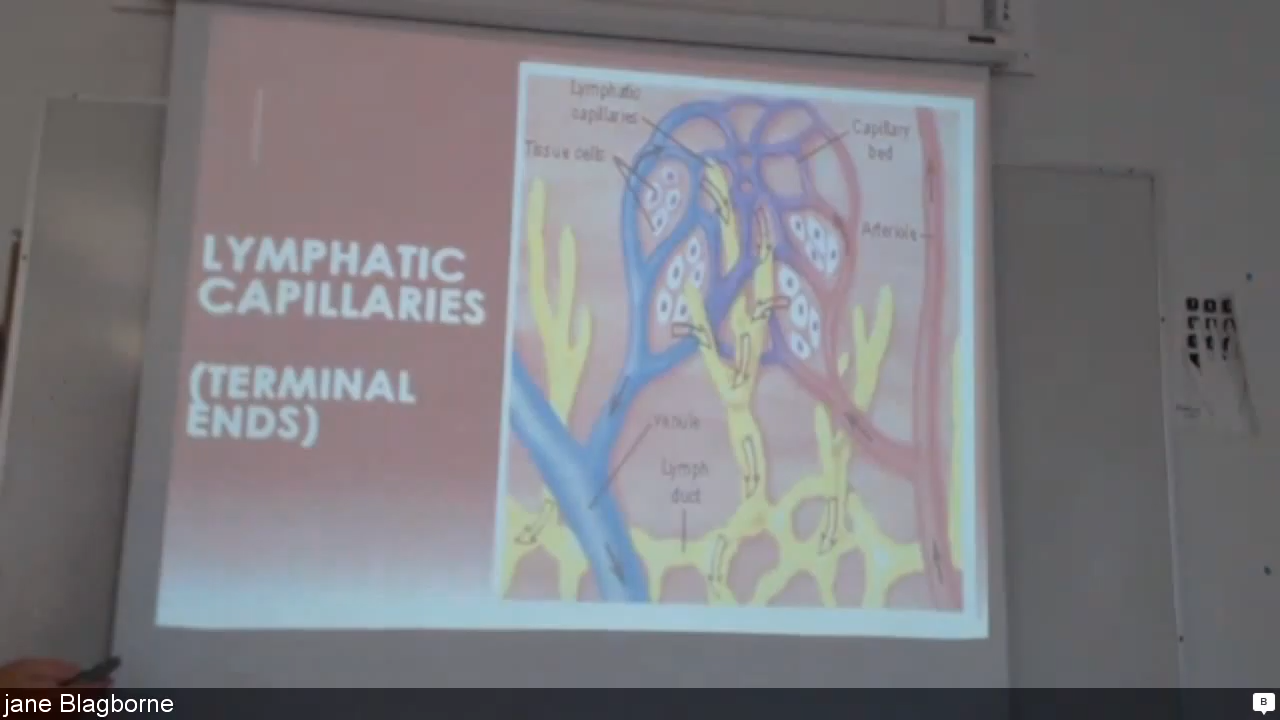 LYMPHATIC
CAPILLARIES
(TERMINAL
ENDS)
Lymphatic
capillaries
Tissue cells
Capillary
bed
Arteriole
venule
Lymph
duct
jane Blagborne
B